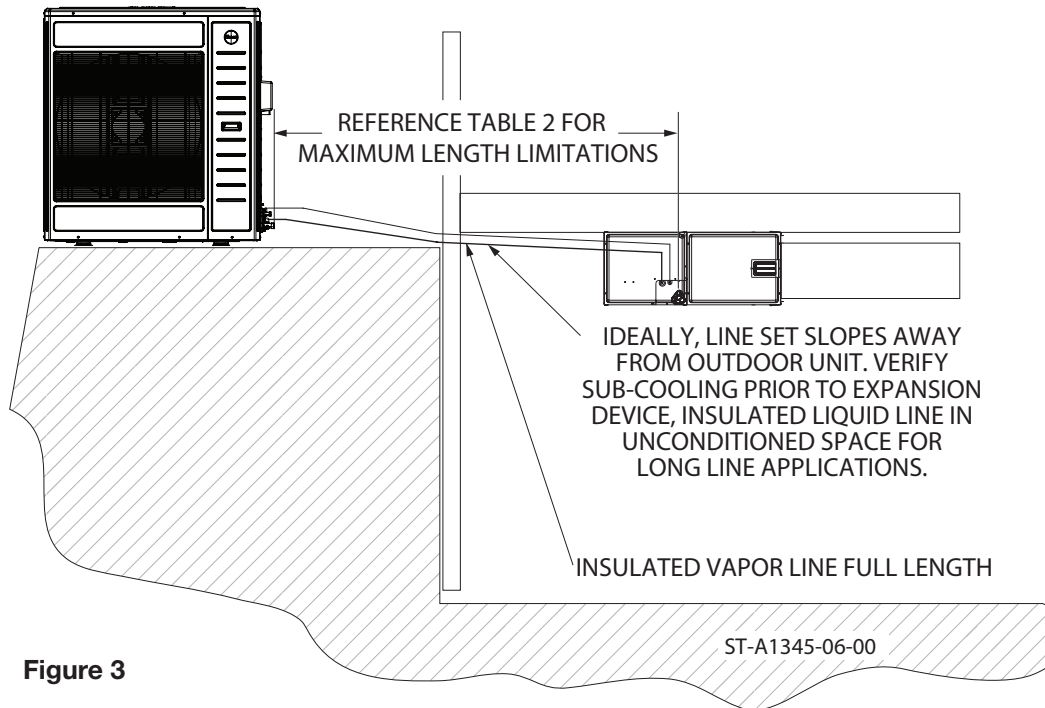 REFERENCE TABLE 2 FOR
MAXIMUM LENGTH LIMITATIONS
IDEALLY, LINE SET SLOPES AWAY
FROM OUTDOOR UNIT. VERIFY
SUB-COOLING PRIOR TO EXPANSION
DEVICE, INSULATED LIQUID LINE IN
UNCONDITIONED SPACE FOR
LONG LINE APPLICATIONS.
INSULATED VAPOR LINE FULL LENGTH
ST-A1345-06-00
Figure 3